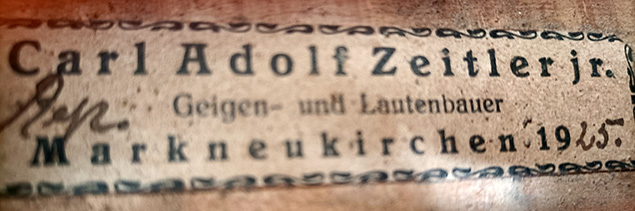 Carl Adolf Zeitler jr.
Rep. Geigen- und Lautenbauer
Markneukirchen 1925.